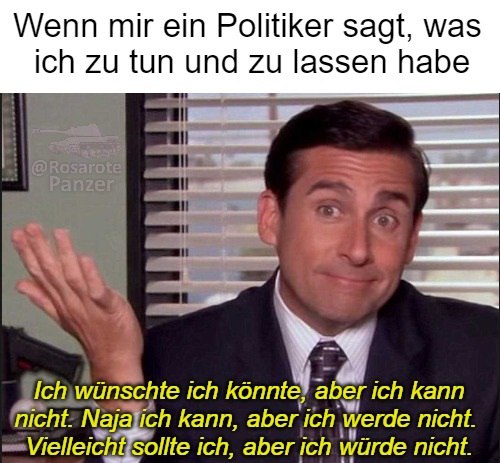 Wenn mir ein Politiker sagt, was
ich zu tun und zu lassen habe
@Rosarote
Panzer
Ich wünschte ich könnte, aber ich kann
nicht. Naja ich kann, aber ich werde nicht.
Vielleicht sollte ich, aber ich würde nicht.